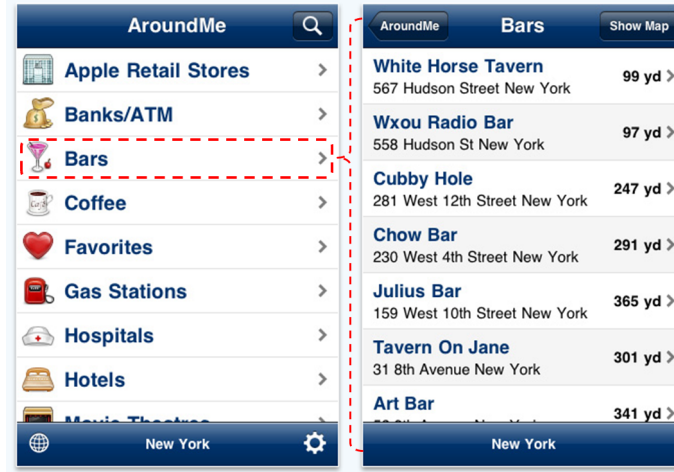 AroundMe
Apple Retail Stores
Banks/ATM
Bars
Coffee
Favorites
Gas Stations
Hospitals
Hotels
Movie Theatres
New York
AroundMe Bars Show Map
White Horse Tavern
567 Hudson Street New York 99 yd
Wxou Radio Bar
558 Hudson St New York 97 yd
Cubby Hole
281 West 12th Street New York 247 yd
Chow Bar
230 West 4th Street New York 291 yd
Julius Bar
159 West 10th Street New York 365 yd
Tavern On Jane
31 8th Avenue New York 301 yd
Art Bar
341 yd
New York